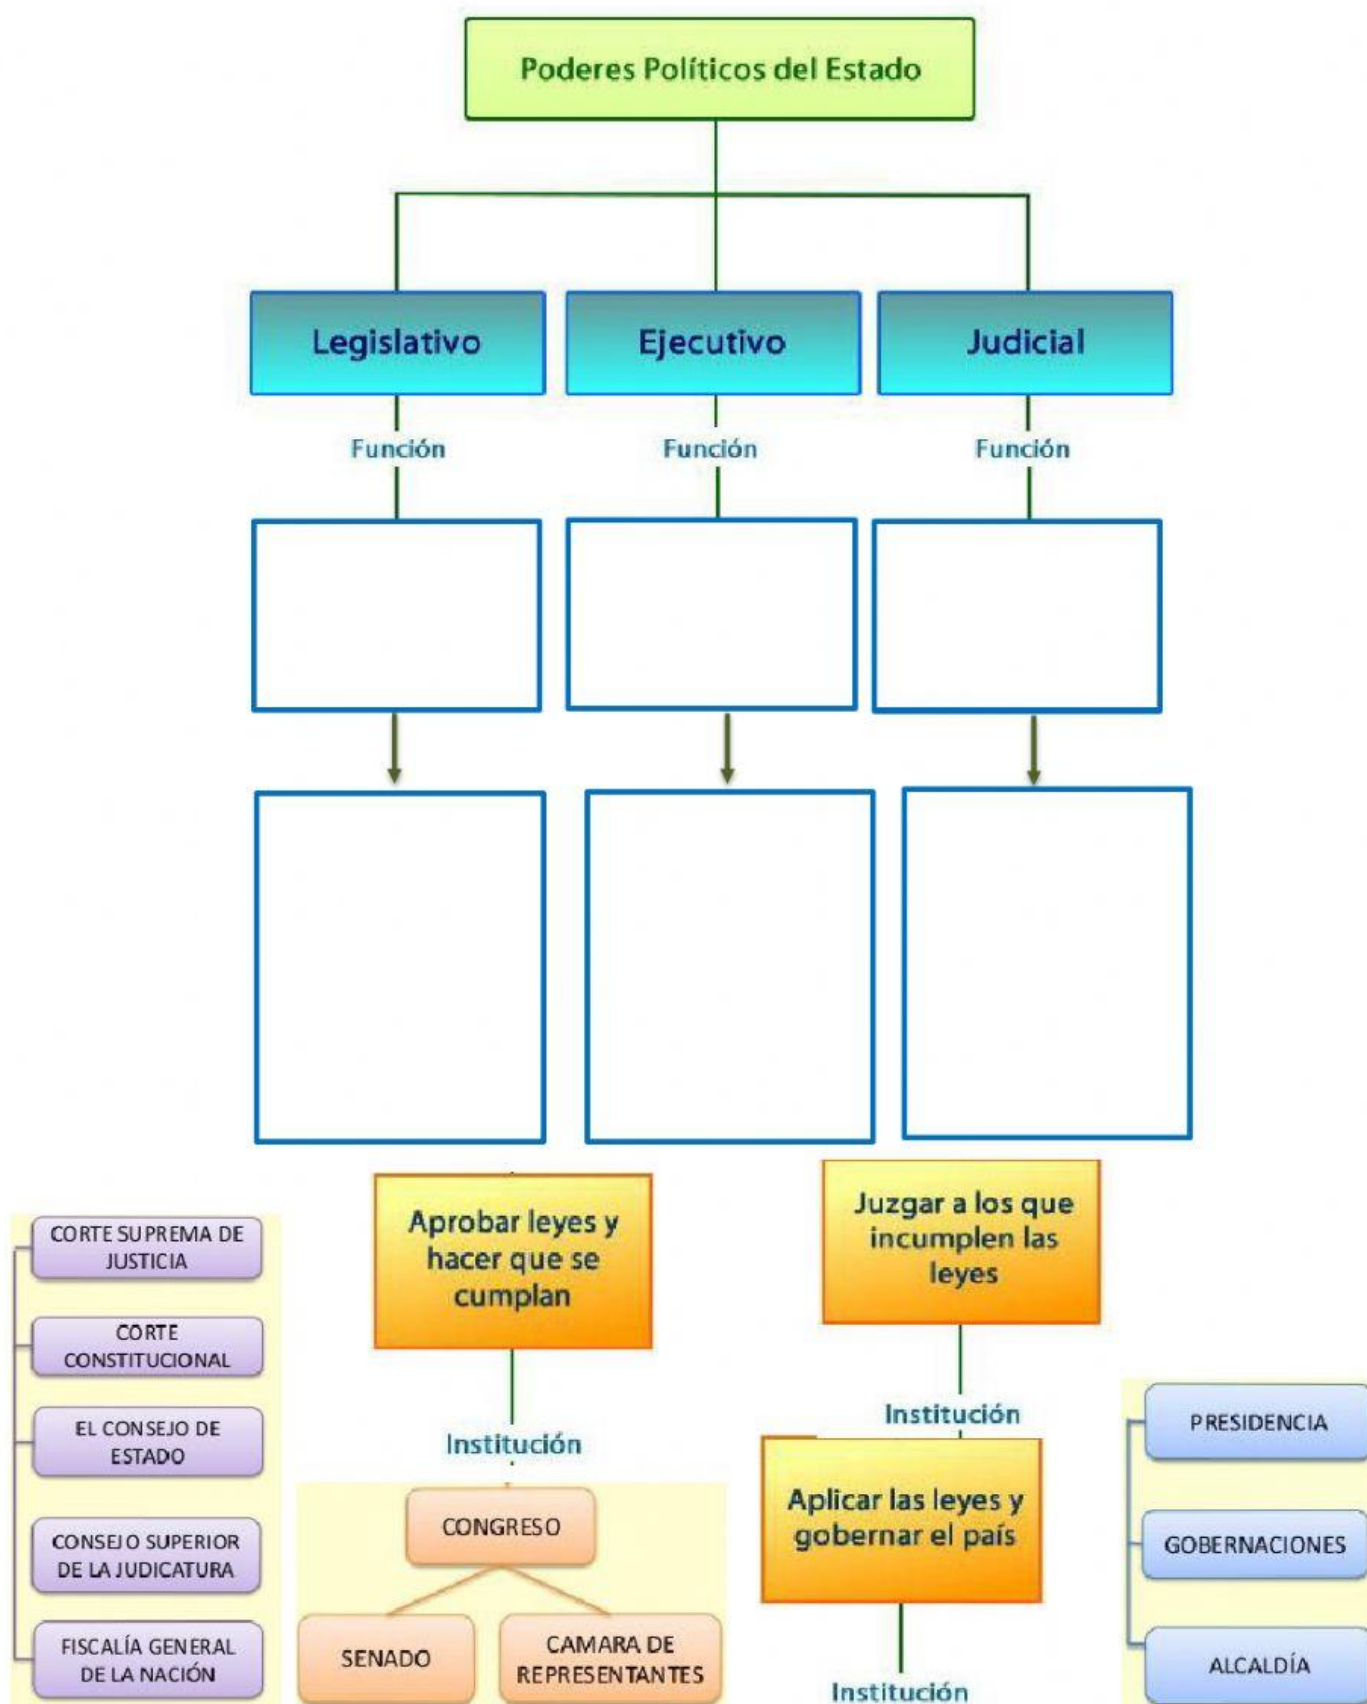 Poderes Políticos del Estado
Legislativo
Ejecutivo
Judicial
Función
Función
Función
CORTE SUPREMA DE
JUSTICIA
CORTE
CONSTITUCIONAL
EL CONSEJO DE
ESTADO
CONSEJO SUPERIOR
DE LA JUDICATURA
FISCALÍA GENERAL
DE LA NACIÓN
Aprobar leyes y
hacer que se
cumplan
Institución
CONGRESO
SENADO
CAMARA DE
REPRESENTANTES
Juzgar a los que
incumplen las
leyes
Institución
Aplicar las leyes y
gobernar el país
Institución
PRESIDENCIA
GOBERNACIONES
ALCALDÍA